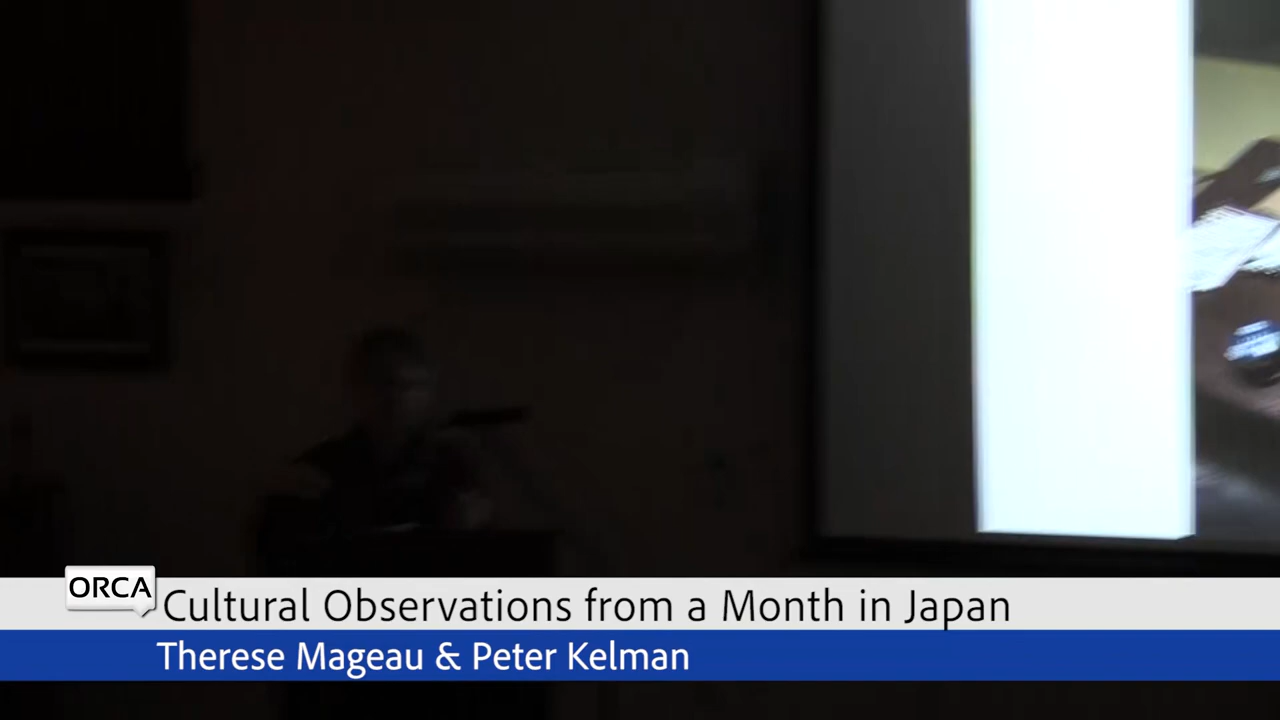 ORCA
Cultural Observations from a Month in Japan
Therese Mageau & Peter Kelman